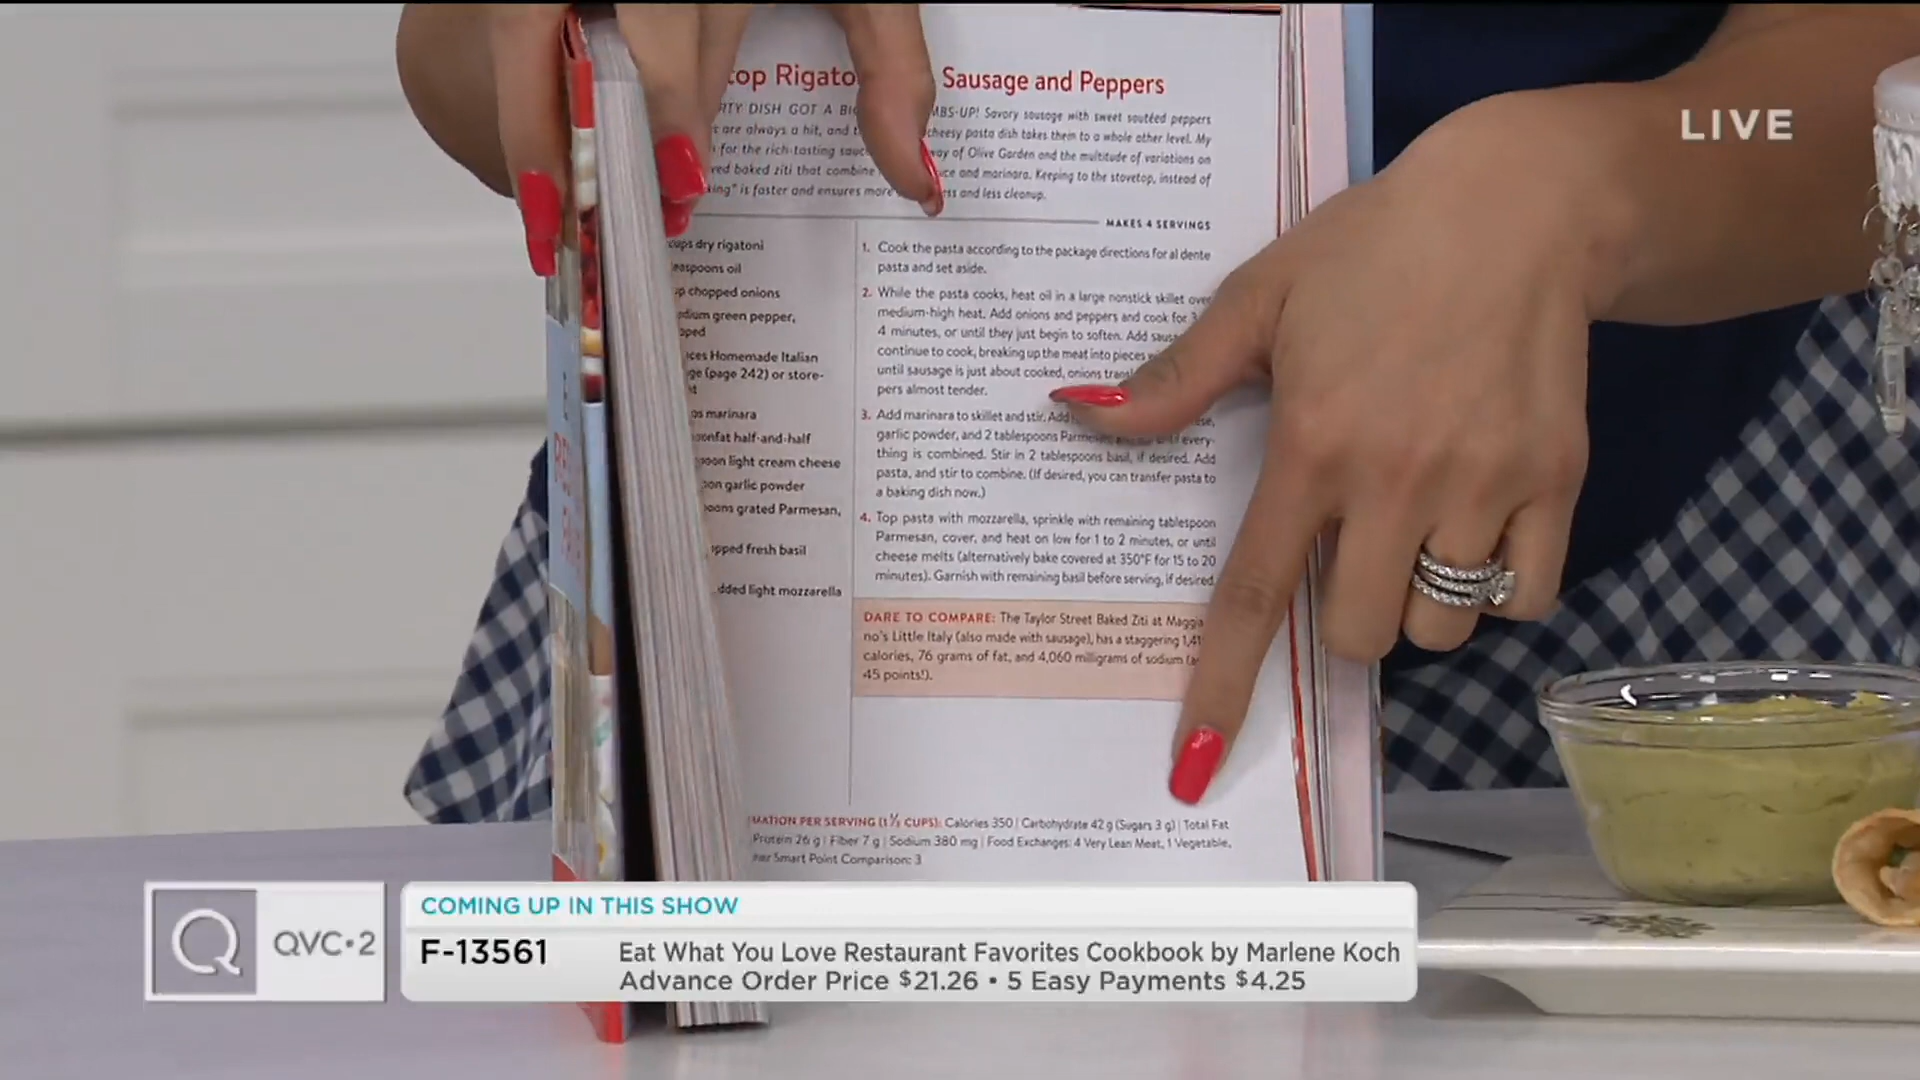 top Rigato Sausage and Peppers
RTY DISH GOT A BIG MBS-UP! Savory sausage with sweet sautéed peppers
t are always a hit, and t cheesy pasta dish takes them to a whole other level. My
for the rich-tasting sauce way of Olive Garden and the multitude of variations on
ed baked ziti that combine ce and marinara. Keeping to the stovetop, instead of
king" is faster and ensures more ss and less cleanup.
MAKES 4 SERVINGS
cups dry rigatoni
easpoons oil
p chopped onions
dium green pepper,
pped
ces Homemade Italian
ge (page 242) or store-
t
ps marinara
onfat half-and-half
poon light cream cheese
on garlic powder
oons grated Parmesan,
opped fresh basil
dded light mozzarella
1. Cook the pasta according to the package directions for al dente
pasta and set aside.
2. While the pasta cooks, heat oil in a large nonstick skillet over
medium-high heat. Add onions and peppers and cook for 3
4 minutes, or until they just begin to soften. Add saus
continue to cook, breaking up the meat into pieces
until sausage is just about cooked, onions transl
pers almost tender.
3. Add marinara to skillet and stir. Add
garlic powder, and 2 tablespoons Parmesan, and stir until every-
thing is combined. Stir in 2 tablespoons basil, if desired. Add
pasta, and stir to combine. (If desired, you can transfer pasta to
a baking dish now.)
4. Top pasta with mozzarella, sprinkle with remaining tablespoon
Parmesan, cover, and heat on low for 1 to 2 minutes, or until
cheese melts (alternatively bake covered at 350°F for 15 to 20
minutes). Garnish with remaining basil before serving, if desired.
DARE TO COMPARE: The Taylor Street Baked Ziti at Maggia
no's Little Italy (also made with sausage), has a staggering 1,41
calories, 76 grams of fat, and 4,060 milligrams of sodium (a
45 points!).
MATION PER SERVING (1⅓ CUPS): Calories 350 | Carbohydrate 42 g (Sugars 3 g) | Total Fat
Protein 26 g | Fiber 7 g | Sodium 380 mg | Food Exchanges: 4 Very Lean Meat, 1 Vegetable,
Smart Point Comparison: 3
LIVE
Q QVC•2
COMING UP IN THIS SHOW
F-13561 Eat What You Love Restaurant Favorites Cookbook by Marlene Koch
Advance Order Price $21.26 • 5 Easy Payments $4.25